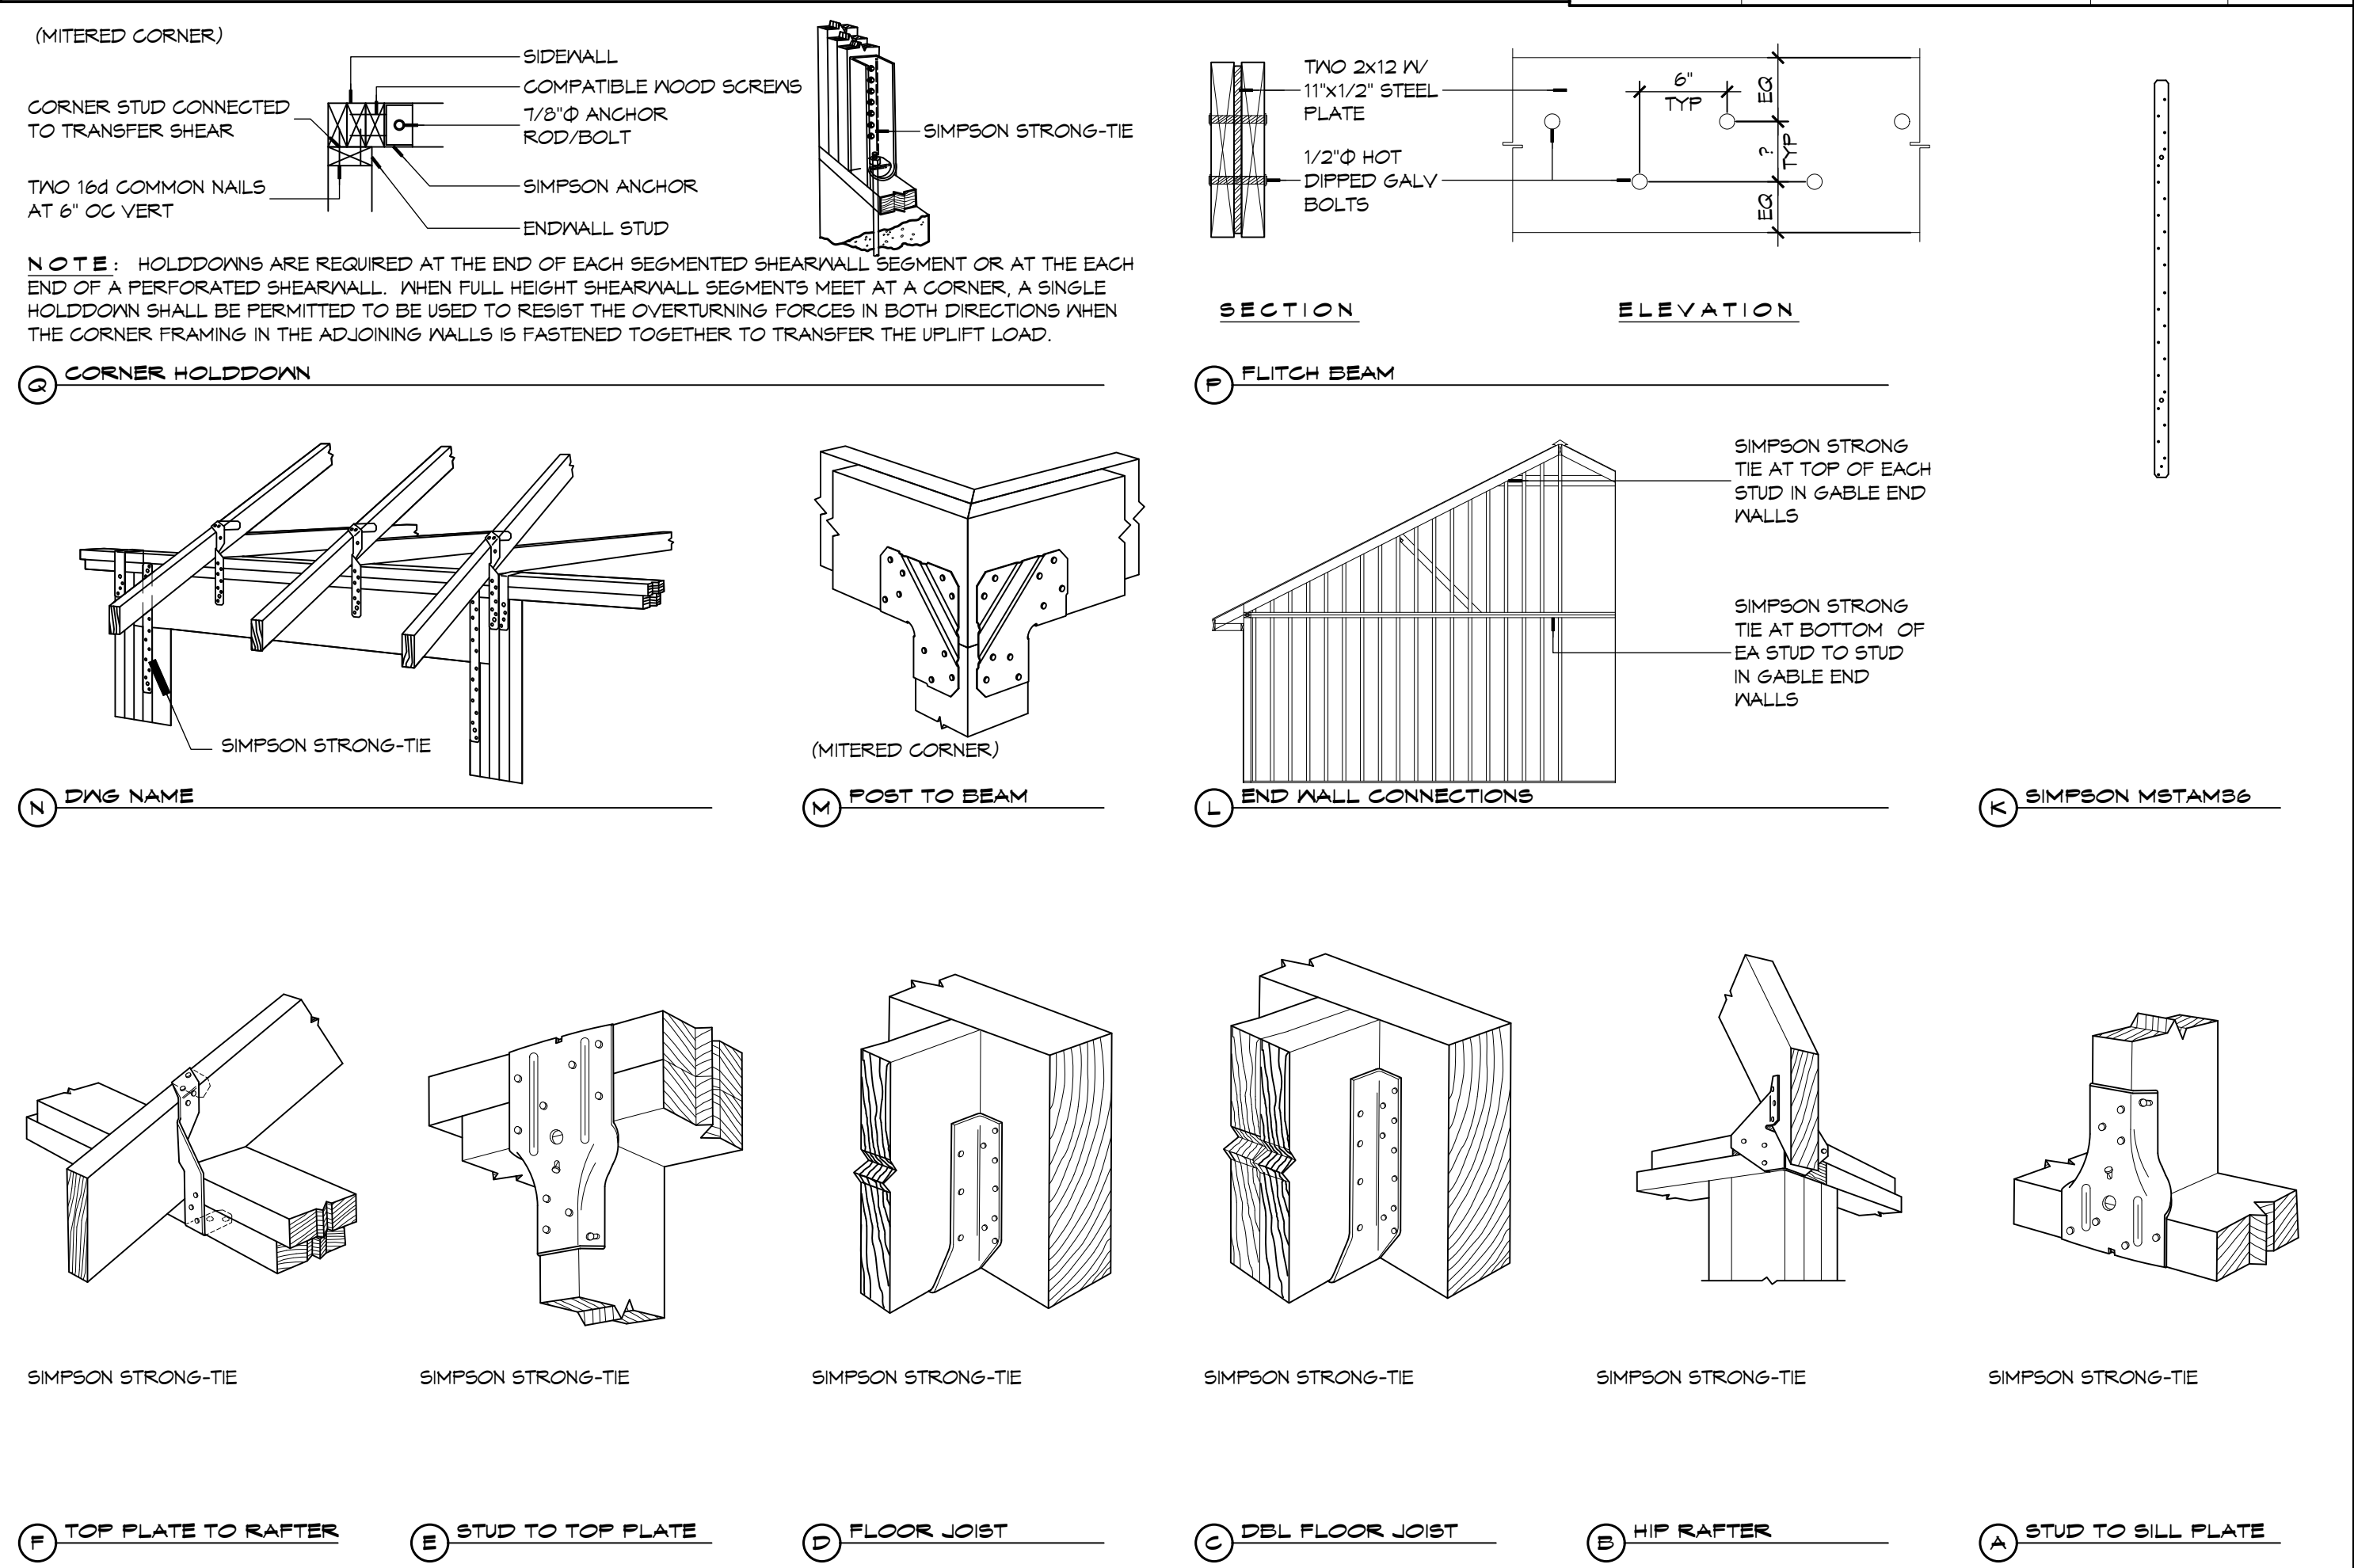 (MITERED CORNER)
SIDEWALL
COMPATIBLE WOOD SCREWS
CORNER STUD CONNECTED
TO TRANSFER SHEAR
7/8"Φ ANCHOR
ROD/BOLT
SIMPSON STRONG-TIE
TWO 16d COMMON NAILS
AT 6" OC VERT
SIMPSON ANCHOR
ENDWALL STUD
NOTE: HOLDDOWNS ARE REQUIRED AT THE END OF EACH SEGMENTED SHEARWALL SEGMENT OR AT THE EACH
END OF A PERFORATED SHEARWALL. WHEN FULL HEIGHT SHEARWALL SEGMENTS MEET AT A CORNER, A SINGLE
HOLDDOWN SHALL BE PERMITTED TO BE USED TO RESIST THE OVERTURNING FORCES IN BOTH DIRECTIONS WHEN
THE CORNER FRAMING IN THE ADJOINING WALLS IS FASTENED TOGETHER TO TRANSFER THE UPLIFT LOAD.
Q CORNER HOLDDOWN
TWO 2x12 W/
11"x1/2" STEEL
PLATE
1/2"Φ HOT
DIPPED GALV
BOLTS
6"
TYP
EQ
?
TYP
EQ
SECTION
ELEVATION
P FLITCH BEAM
SIMPSON STRONG-TIE
N DWG NAME
(MITERED CORNER)
M POST TO BEAM
SIMPSON STRONG
TIE AT TOP OF EACH
STUD IN GABLE END
WALLS
SIMPSON STRONG
TIE AT BOTTOM OF
EA STUD TO STUD
IN GABLE END
WALLS
L END WALL CONNECTIONS
K SIMPSON MSTAM36
SIMPSON STRONG-TIE
F TOP PLATE TO RAFTER
SIMPSON STRONG-TIE
E STUD TO TOP PLATE
SIMPSON STRONG-TIE
D FLOOR JOIST
SIMPSON STRONG-TIE
C DBL FLOOR JOIST
SIMPSON STRONG-TIE
B HIP RAFTER
SIMPSON STRONG-TIE
A STUD TO SILL PLATE